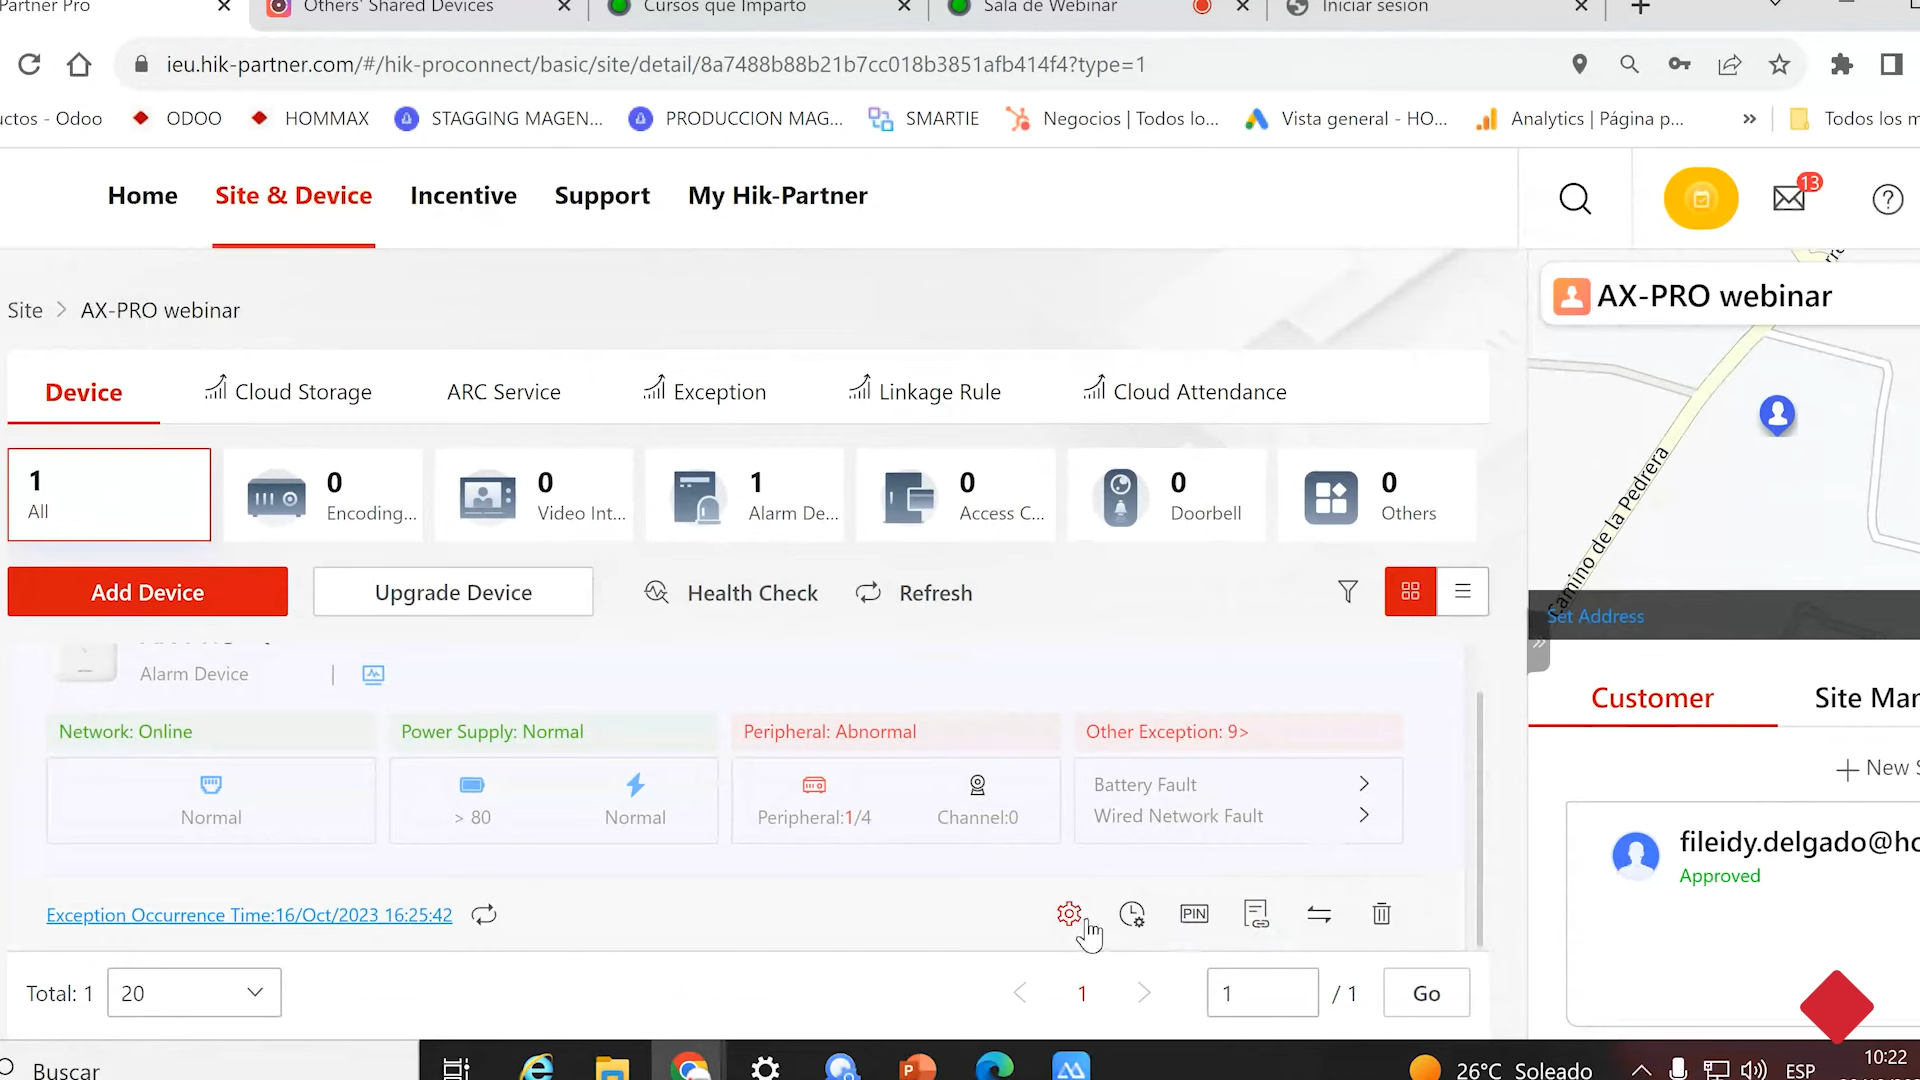 Partner Pro
Others' Shared Devices
Cursos que Imparto
Sala de Webinar
Iniciar sesión
ieu.hik-partner.com/#/hik-proconnect/basic/site/detail/8a7488b88b21b7cc018b3851afb414f4?type=1
uctos - Odoo
ODOO
HOMMAX
STAGGING MAGEN...
PRODUCCION MAG...
SMARTIE
Negocios | Todos lo...
Vista general - HO...
Analytics | Página p...
»
Todos los m
Home
Site & Device
Incentive
Support
My Hik-Partner
13
Site > AX-PRO webinar
AX-PRO webinar
Device
Cloud Storage
ARC Service
Exception
Linkage Rule
Cloud Attendance
1
All
0
Encoding...
0
Video Int...
1
Alarm De...
0
Access C...
0
Doorbell
0
Others
Camino de la Pedrera
Add Device
Upgrade Device
Health Check
Refresh
Set Address
Alarm Device
Customer
Site Man
Network: Online
Power Supply: Normal
Peripheral: Abnormal
Other Exception: 9>
+ New S
Normal
> 80
Normal
Peripheral:1/4
Channel:0
Battery Fault
Wired Network Fault
fileidy.delgado@ho
Approved
Exception Occurrence Time:16/Oct/2023 16:25:42
PIN
Total: 1
20
1
1
/ 1
Go
Buscar
26°C Soleado
ESP
10:22